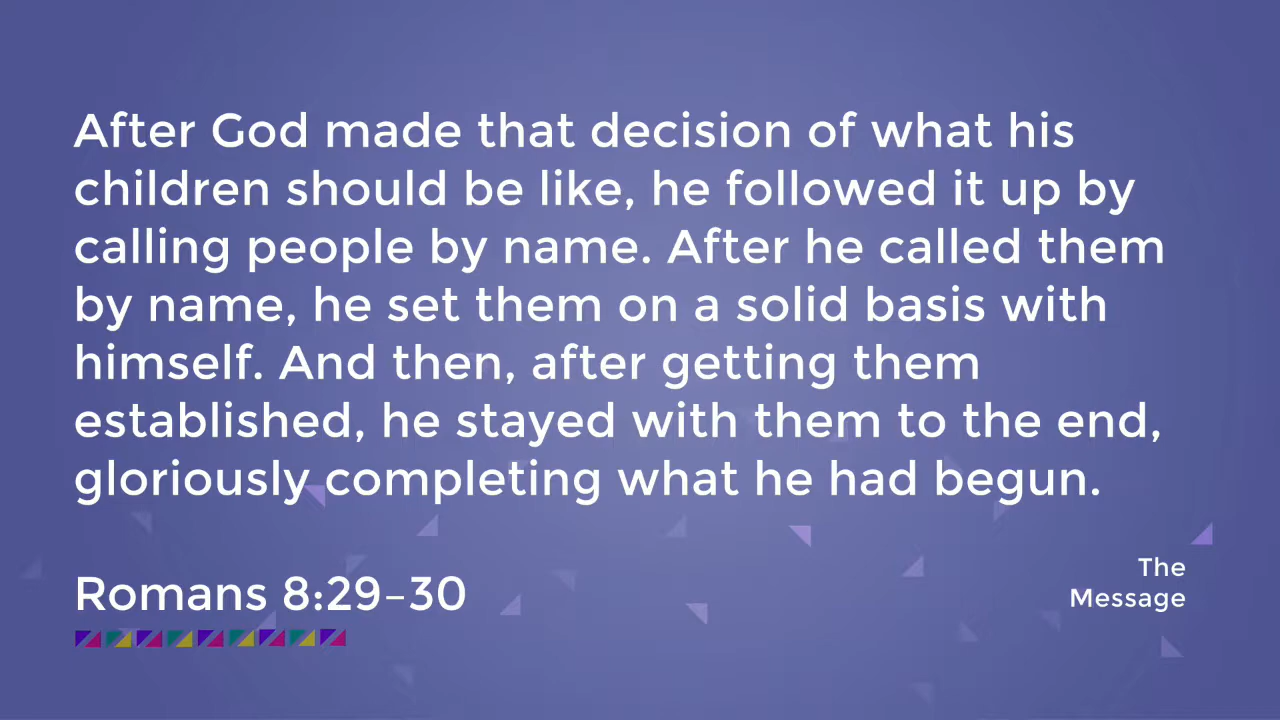 After God made that decision of what his
children should be like, he followed it up by
calling people by name. After he called them
by name, he set them on a solid basis with
himself. And then, after getting them
established, he stayed with them to the end,
gloriously completing what he had begun.
Romans 8:29–30
The
Message